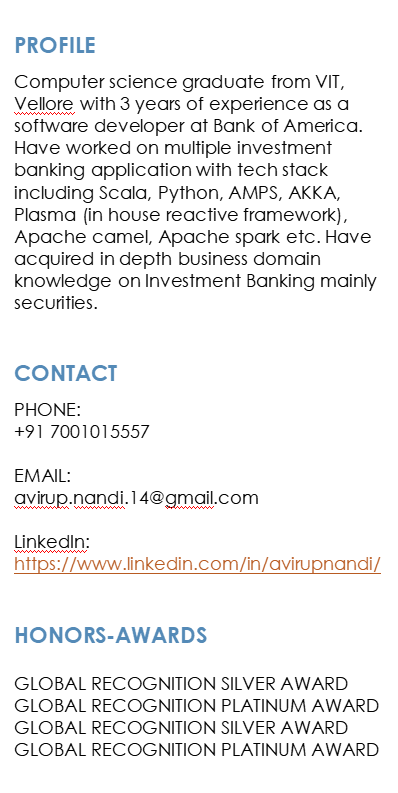 PROFILE
Computer science graduate from VIT,
Vellore with 3 years of experience as a
software developer at Bank of America.
Have worked on multiple investment
banking application with tech stack
including Scala, Python, AMPS, AKKA,
Plasma (in house reactive framework),
Apache camel, Apache spark etc. Have
acquired in depth business domain
knowledge on Investment Banking mainly
securities.
CONTACT
PHONE:
+91 7001015557
EMAIL:
avirup.nandi.14@gmail.com
LinkedIn:
https://www.linkedin.com/in/avirupnandi/
HONORS-AWARDS
GLOBAL RECOGNITION SILVER AWARD
GLOBAL RECOGNITION PLATINUM AWARD
GLOBAL RECOGNITION SILVER AWARD
GLOBAL RECOGNITION PLATINUM AWARD